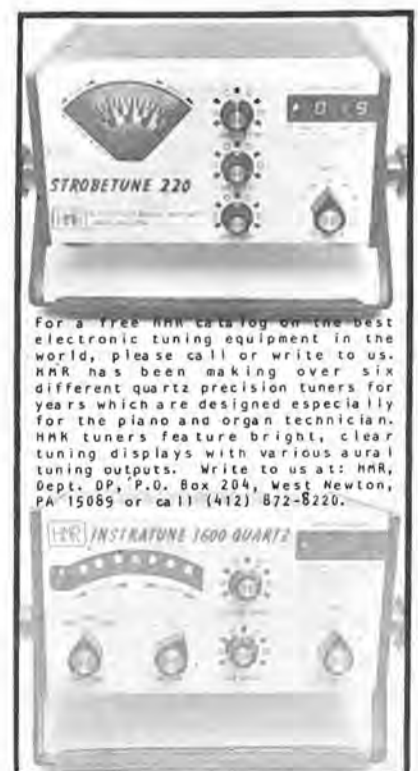 STROBETUNE 220
HMR
For a free HMR catalog on the best
electronic tuning equipment in the
world, please call or write to us.
HMR has been making over six
different quartz precision tuners for
years which are designed especially
for the piano and organ technician.
HMR tuners feature bright, clear
tuning displays with various aural
tuning outputs. Write to us at: HMR,
Dept. DP, P.O. Box 204, West Newton,
PA 15089 or call (412) 872-8220.
HMR INSTRATUNE 3600 QUARTZ